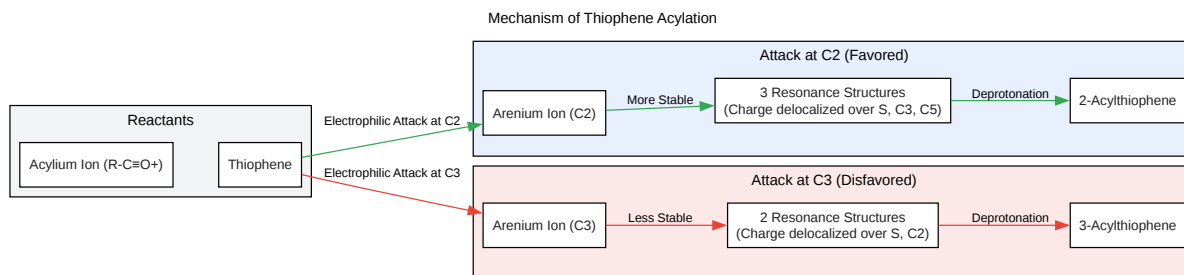 Mechanism of Thiophene Acylation
Reactants
Acylium Ion (R-C≡O+)
Thiophene
Electrophilic Attack at C2
Electrophilic Attack at C3
Attack at C2 (Favored)
Arenium Ion (C2)
More Stable
3 Resonance Structures
(Charge delocalized over S, C3, C5)
Deprotonation
2-Acylthiophene
Attack at C3 (Disfavored)
Arenium Ion (C3)
Less Stable
2 Resonance Structures
(Charge delocalized over S, C2)
Deprotonation
3-Acylthiophene